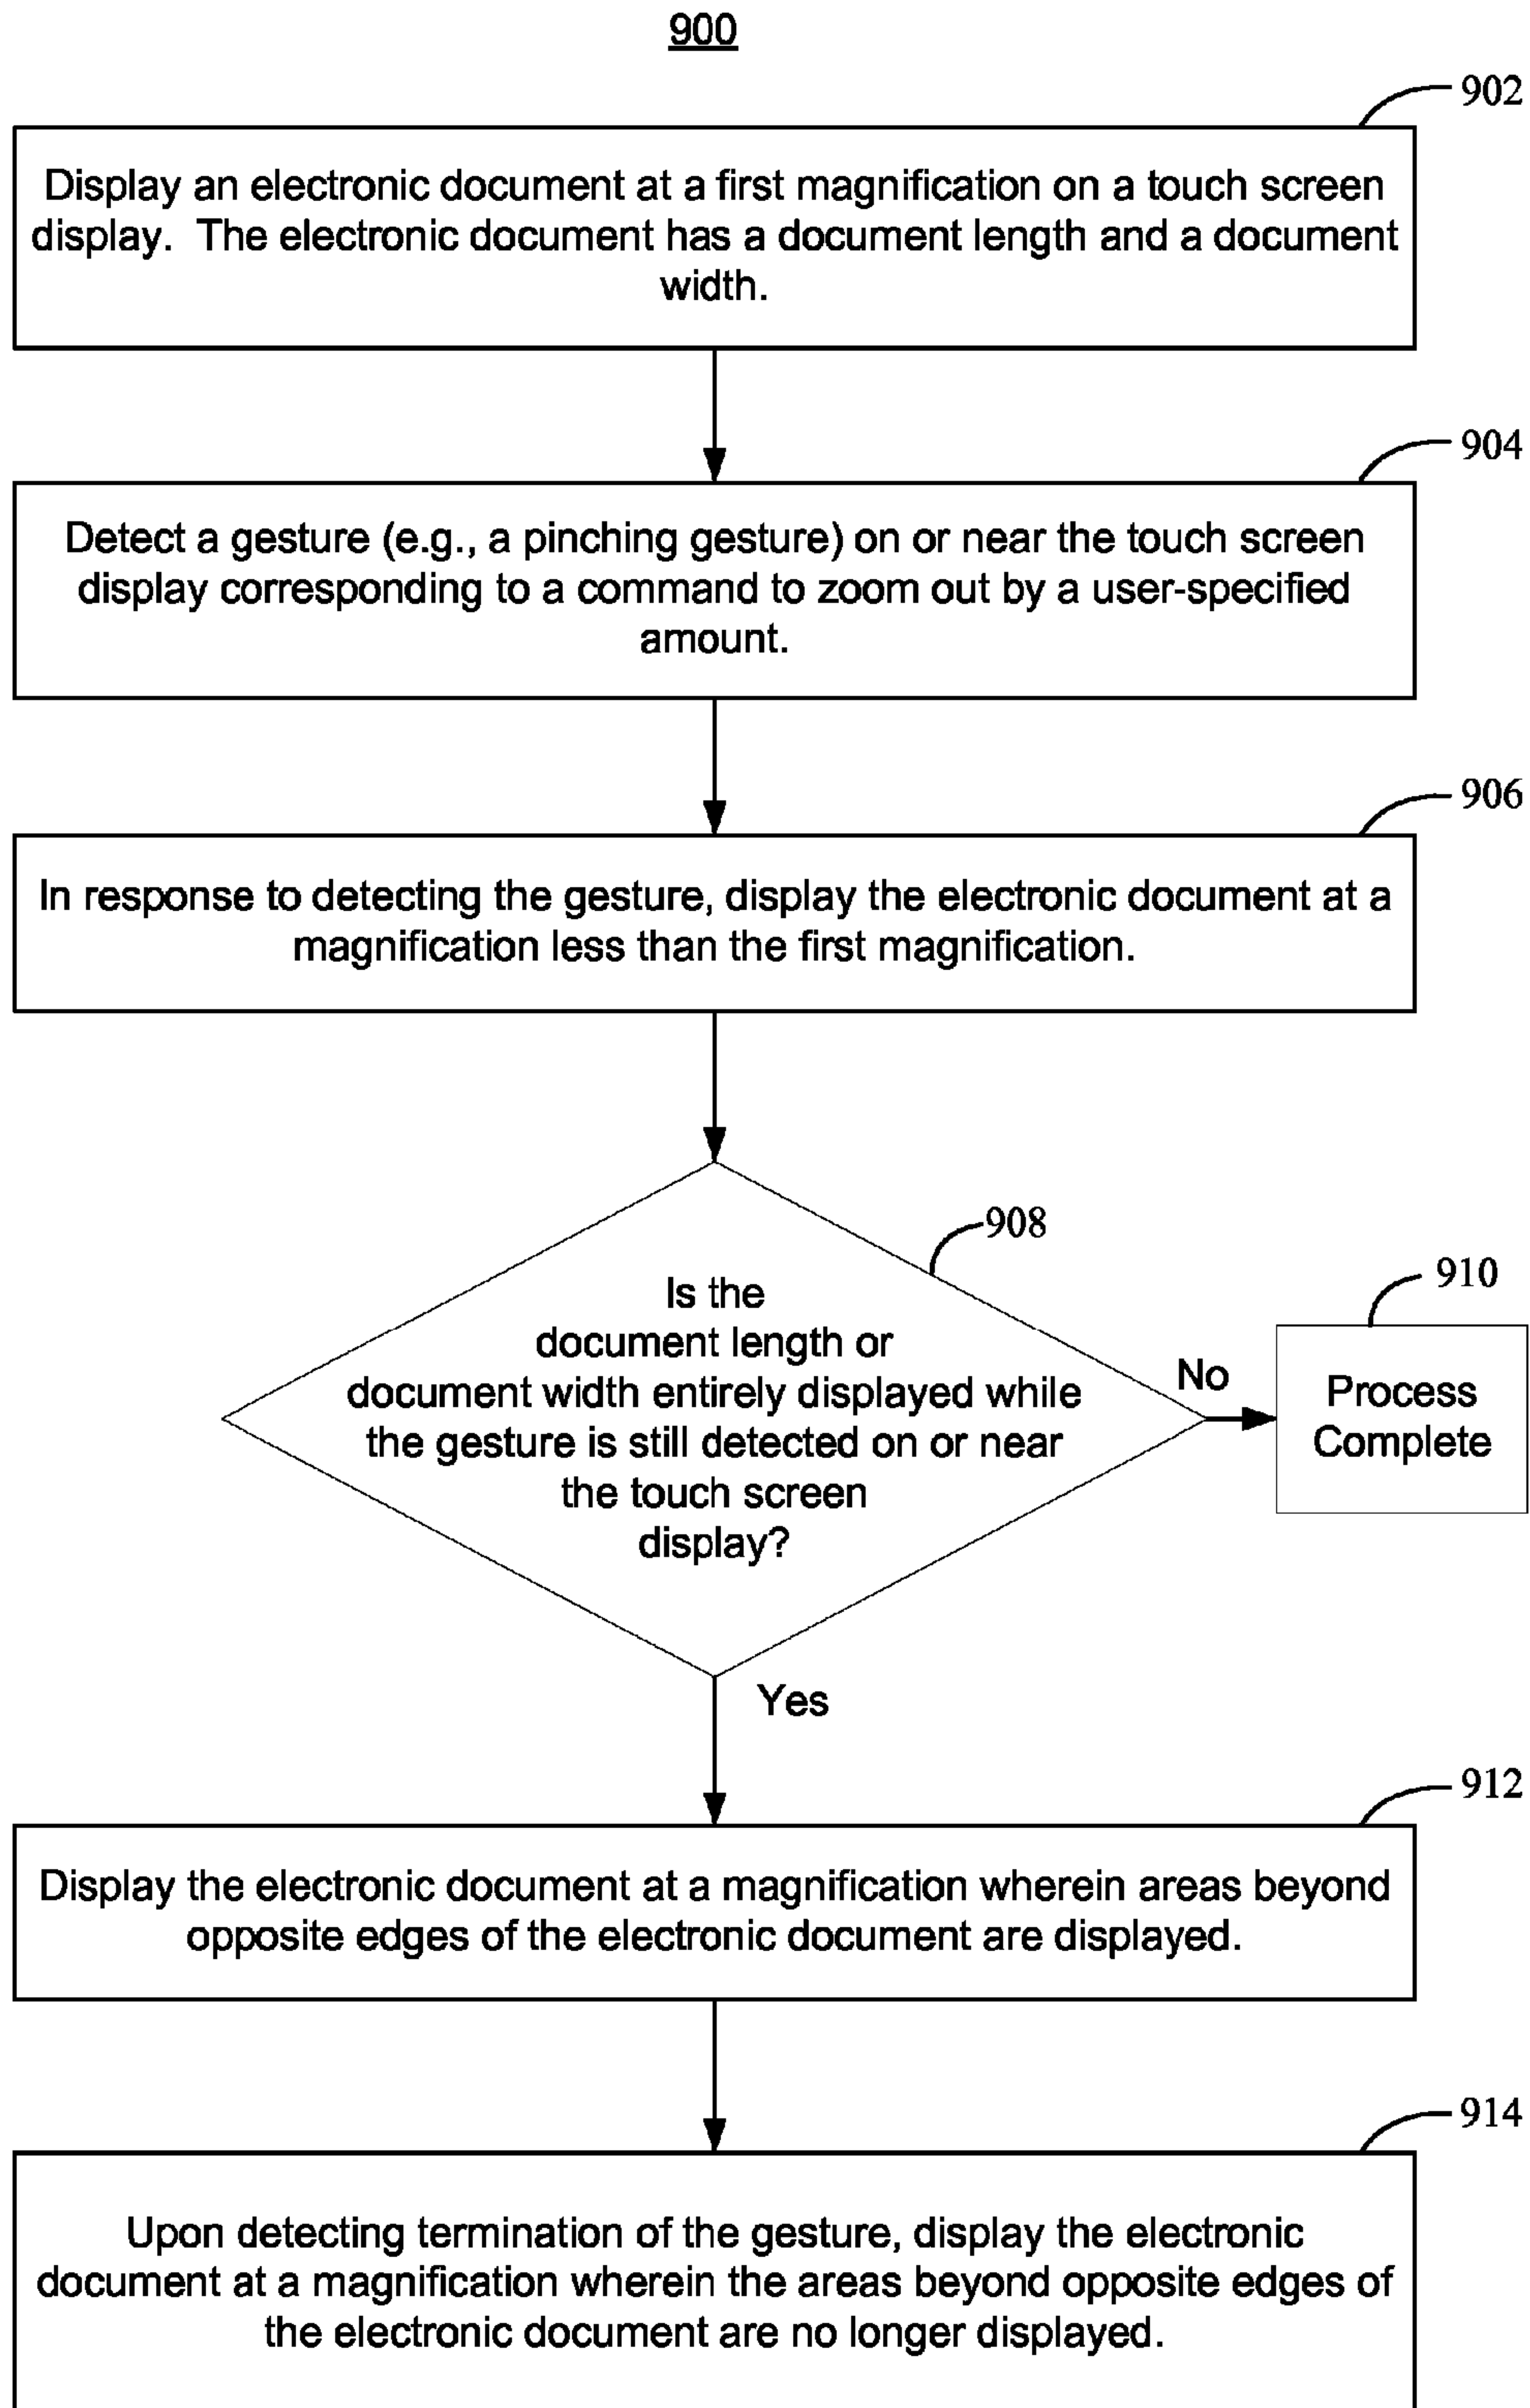 900
902
Display an electronic document at a first magnification on a touch screen
display.  The electronic document has a document length and a document
width.
904
Detect a gesture (e.g., a pinching gesture) on or near the touch screen
display corresponding to a command to zoom out by a user-specified
amount.
906
In response to detecting the gesture, display the electronic document at a
magnification less than the first magnification.
908
Is the
document length or
document width entirely displayed while
the gesture is still detected on or near
the touch screen
display?
No
910
Process
Complete
Yes
912
Display the electronic document at a magnification wherein areas beyond
opposite edges of the electronic document are displayed.
914
Upon detecting termination of the gesture, display the electronic
document at a magnification wherein the areas beyond opposite edges of
the electronic document are no longer displayed.